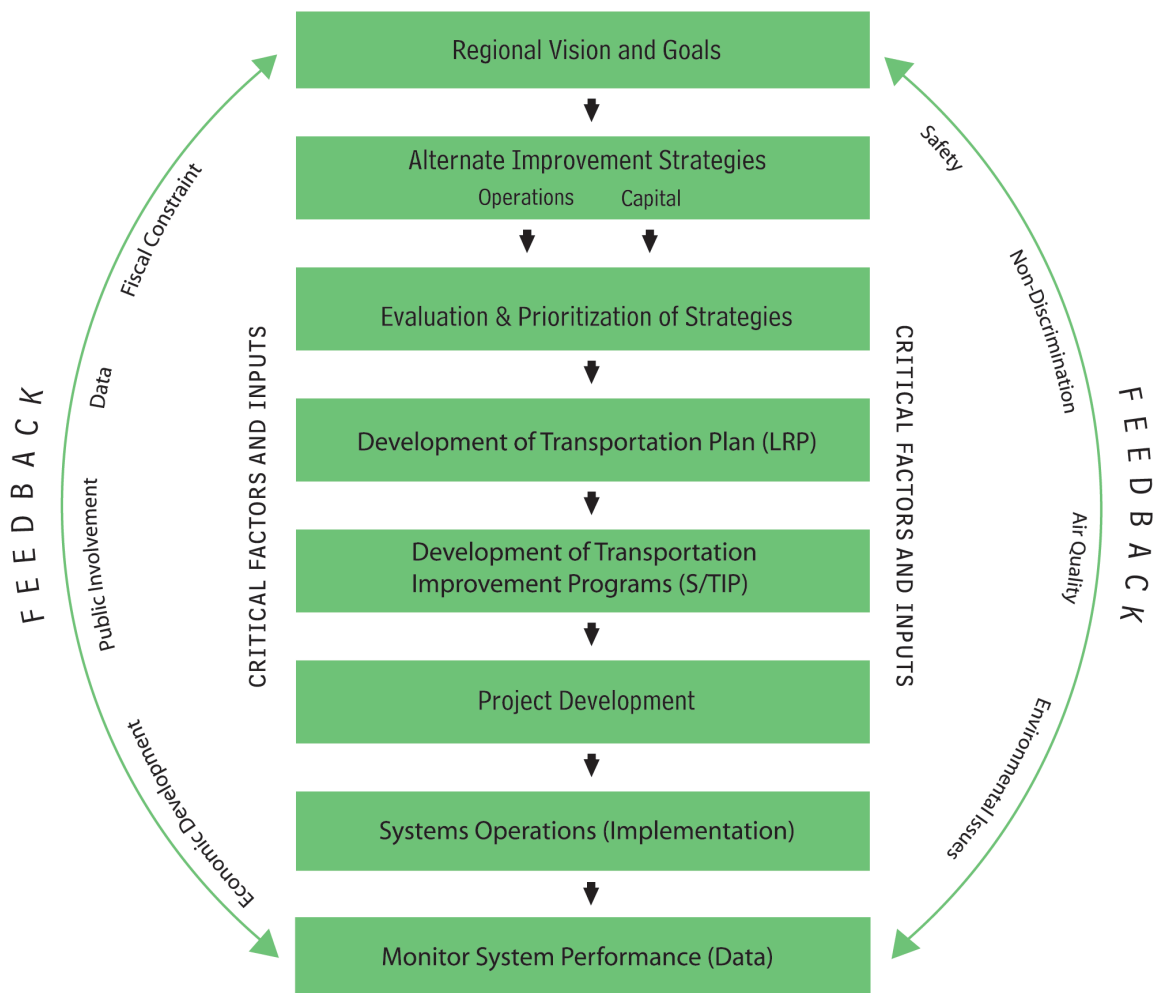 Regional Vision and Goals
Alternate Improvement Strategies
Operations Capital
Evaluation & Prioritization of Strategies
Development of Transportation Plan (LRP)
Development of Transportation
Improvement Programs (S/TIP)
Project Development
Systems Operations (Implementation)
Monitor System Performance (Data)
FEEDBACK
Fiscal Constraint
Data
Public Involvement
Economic Development
CRITICAL FACTORS AND INPUTS
CRITICAL FACTORS AND INPUTS
Safety
Non-Discrimination
Air Quality
Environmental Issues
FEEDBACK